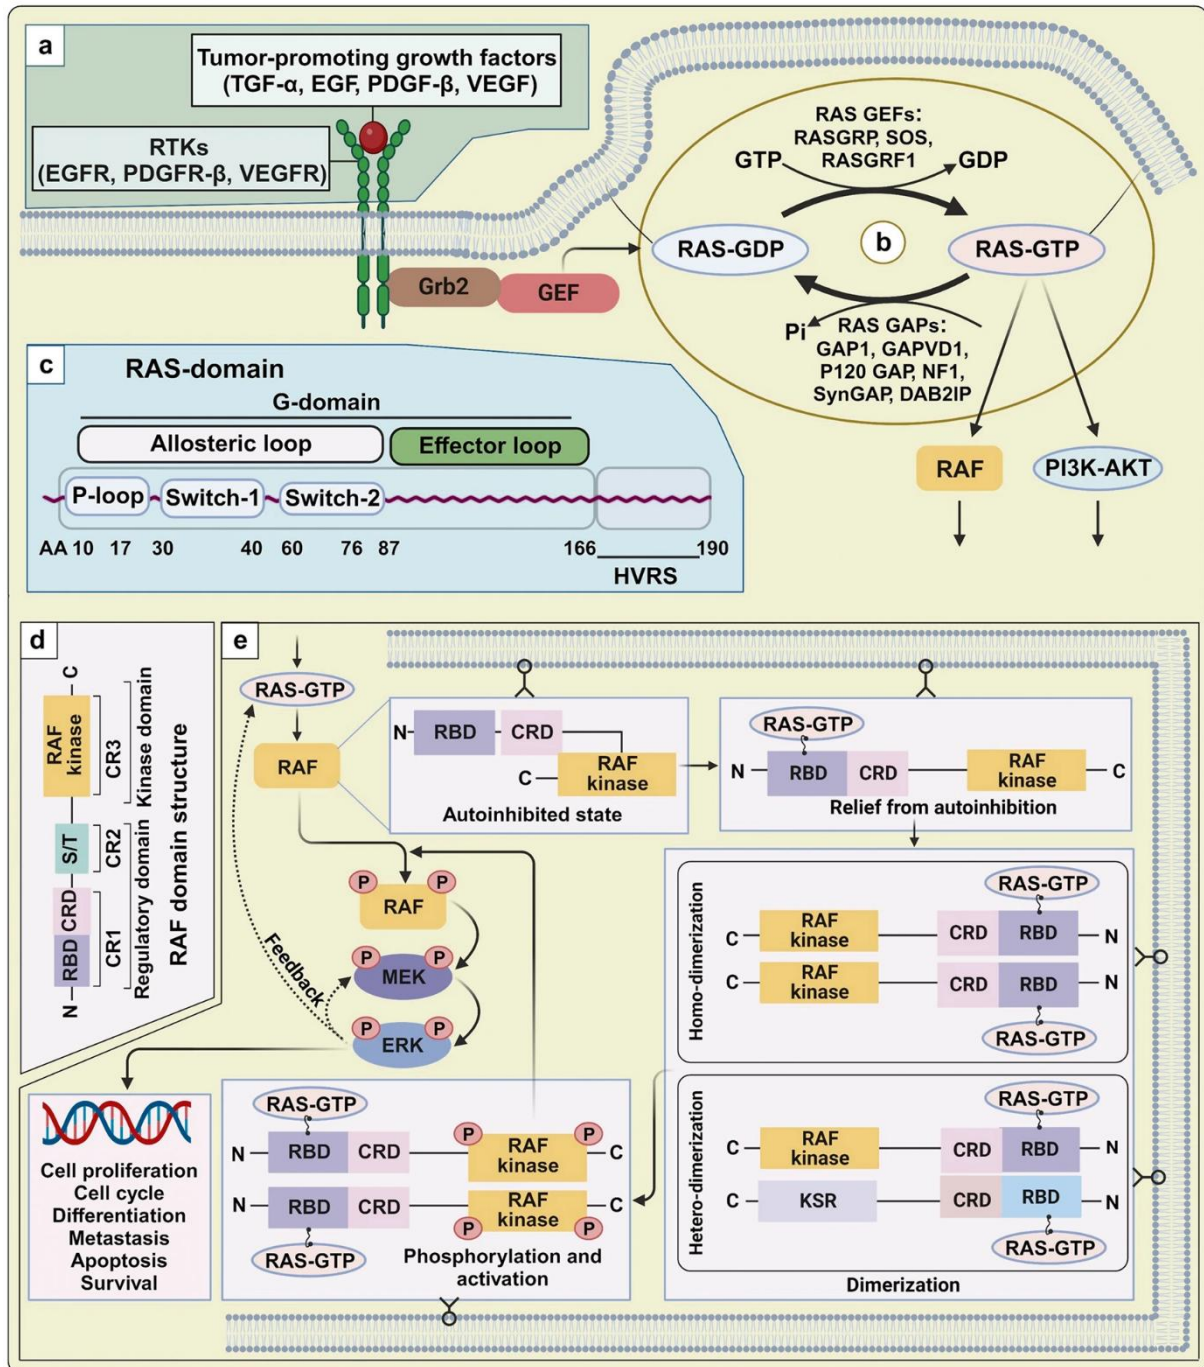 a
Tumor-promoting growth factors
(TGF-α, EGF, PDGF-β, VEGF)
RTKs
(EGFR, PDGFR-β, VEGFR)
Grb2
GEF
RAS GEFs:
RASGRP, SOS,
RASGRF1
GTP
GDP
RAS-GDP
b
RAS-GTP
Pi
RAS GAPs:
GAP1, GAPVD1,
P120 GAP, NF1,
SynGAP, DAB2IP
RAF
PI3K-AKT
c
RAS-domain
G-domain
Allosteric loop
Effector loop
P-loop
Switch-1
Switch-2
AA 10 17 30 40 60 76 87 166 190
HVRS
d
N
RBD
CRD
S/T
RAF
kinase
C
CR1
CR2
CR3
Regulatory domain
Kinase domain
RAF domain structure
e
RAS-GTP
RAF
N
RBD
CRD
C
RAF
kinase
Autoinhibited state
RAS-GTP
N
RBD
CRD
RAF
kinase
C
Relief from autoinhibition
P
P
RAF
P
P
MEK
P
P
ERK
Feedback
Homo-dimerization
RAS-GTP
C
RAF
kinase
CRD
RBD
N
C
RAF
kinase
CRD
RBD
N
RAS-GTP
Hetero-dimerization
RAS-GTP
C
RAF
kinase
CRD
RBD
N
C
KSR
CRD
RBD
N
RAS-GTP
Dimerization
RAS-GTP
N
RBD
CRD
P
RAF
kinase
P
C
N
RBD
CRD
RAF
kinase
C
P
P
RAS-GTP
Phosphorylation and
activation
Cell proliferation
Cell cycle
Differentiation
Metastasis
Apoptosis
Survival